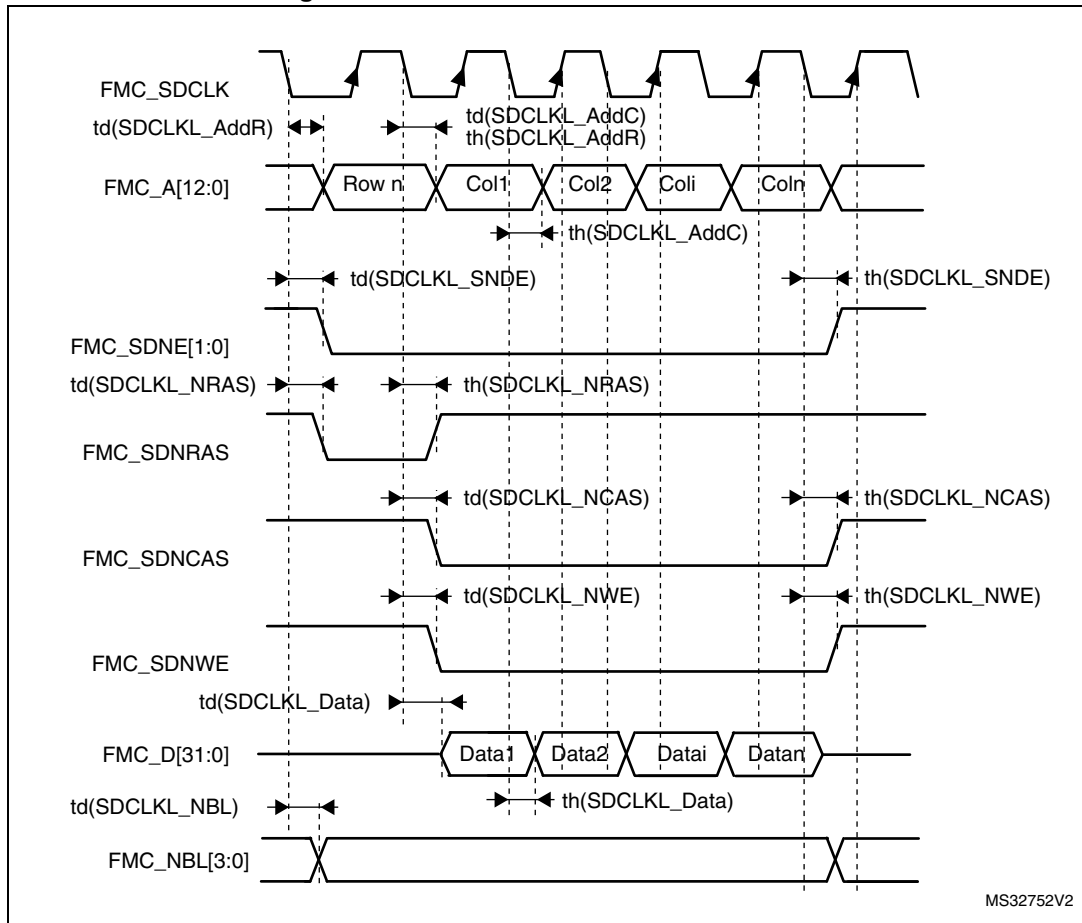 FMC_SDCLK
td(SDCLKL_AddR)
td(SDCLKL_AddC)
th(SDCLKL_AddR)
FMC_A[12:0]
Row n
Col1
Col2
Coli
Coln
th(SDCLKL_AddC)
td(SDCLKL_SNDE)
th(SDCLKL_SNDE)
FMC_SDNE[1:0]
td(SDCLKL_NRAS)
th(SDCLKL_NRAS)
FMC_SDNRAS
td(SDCLKL_NCAS)
th(SDCLKL_NCAS)
FMC_SDNCAS
td(SDCLKL_NWE)
th(SDCLKL_NWE)
FMC_SDNWE
td(SDCLKL_Data)
FMC_D[31:0]
Data1
Data2
Datai
Datan
td(SDCLKL_NBL)
th(SDCLKL_Data)
FMC_NBL[3:0]
MS32752V2